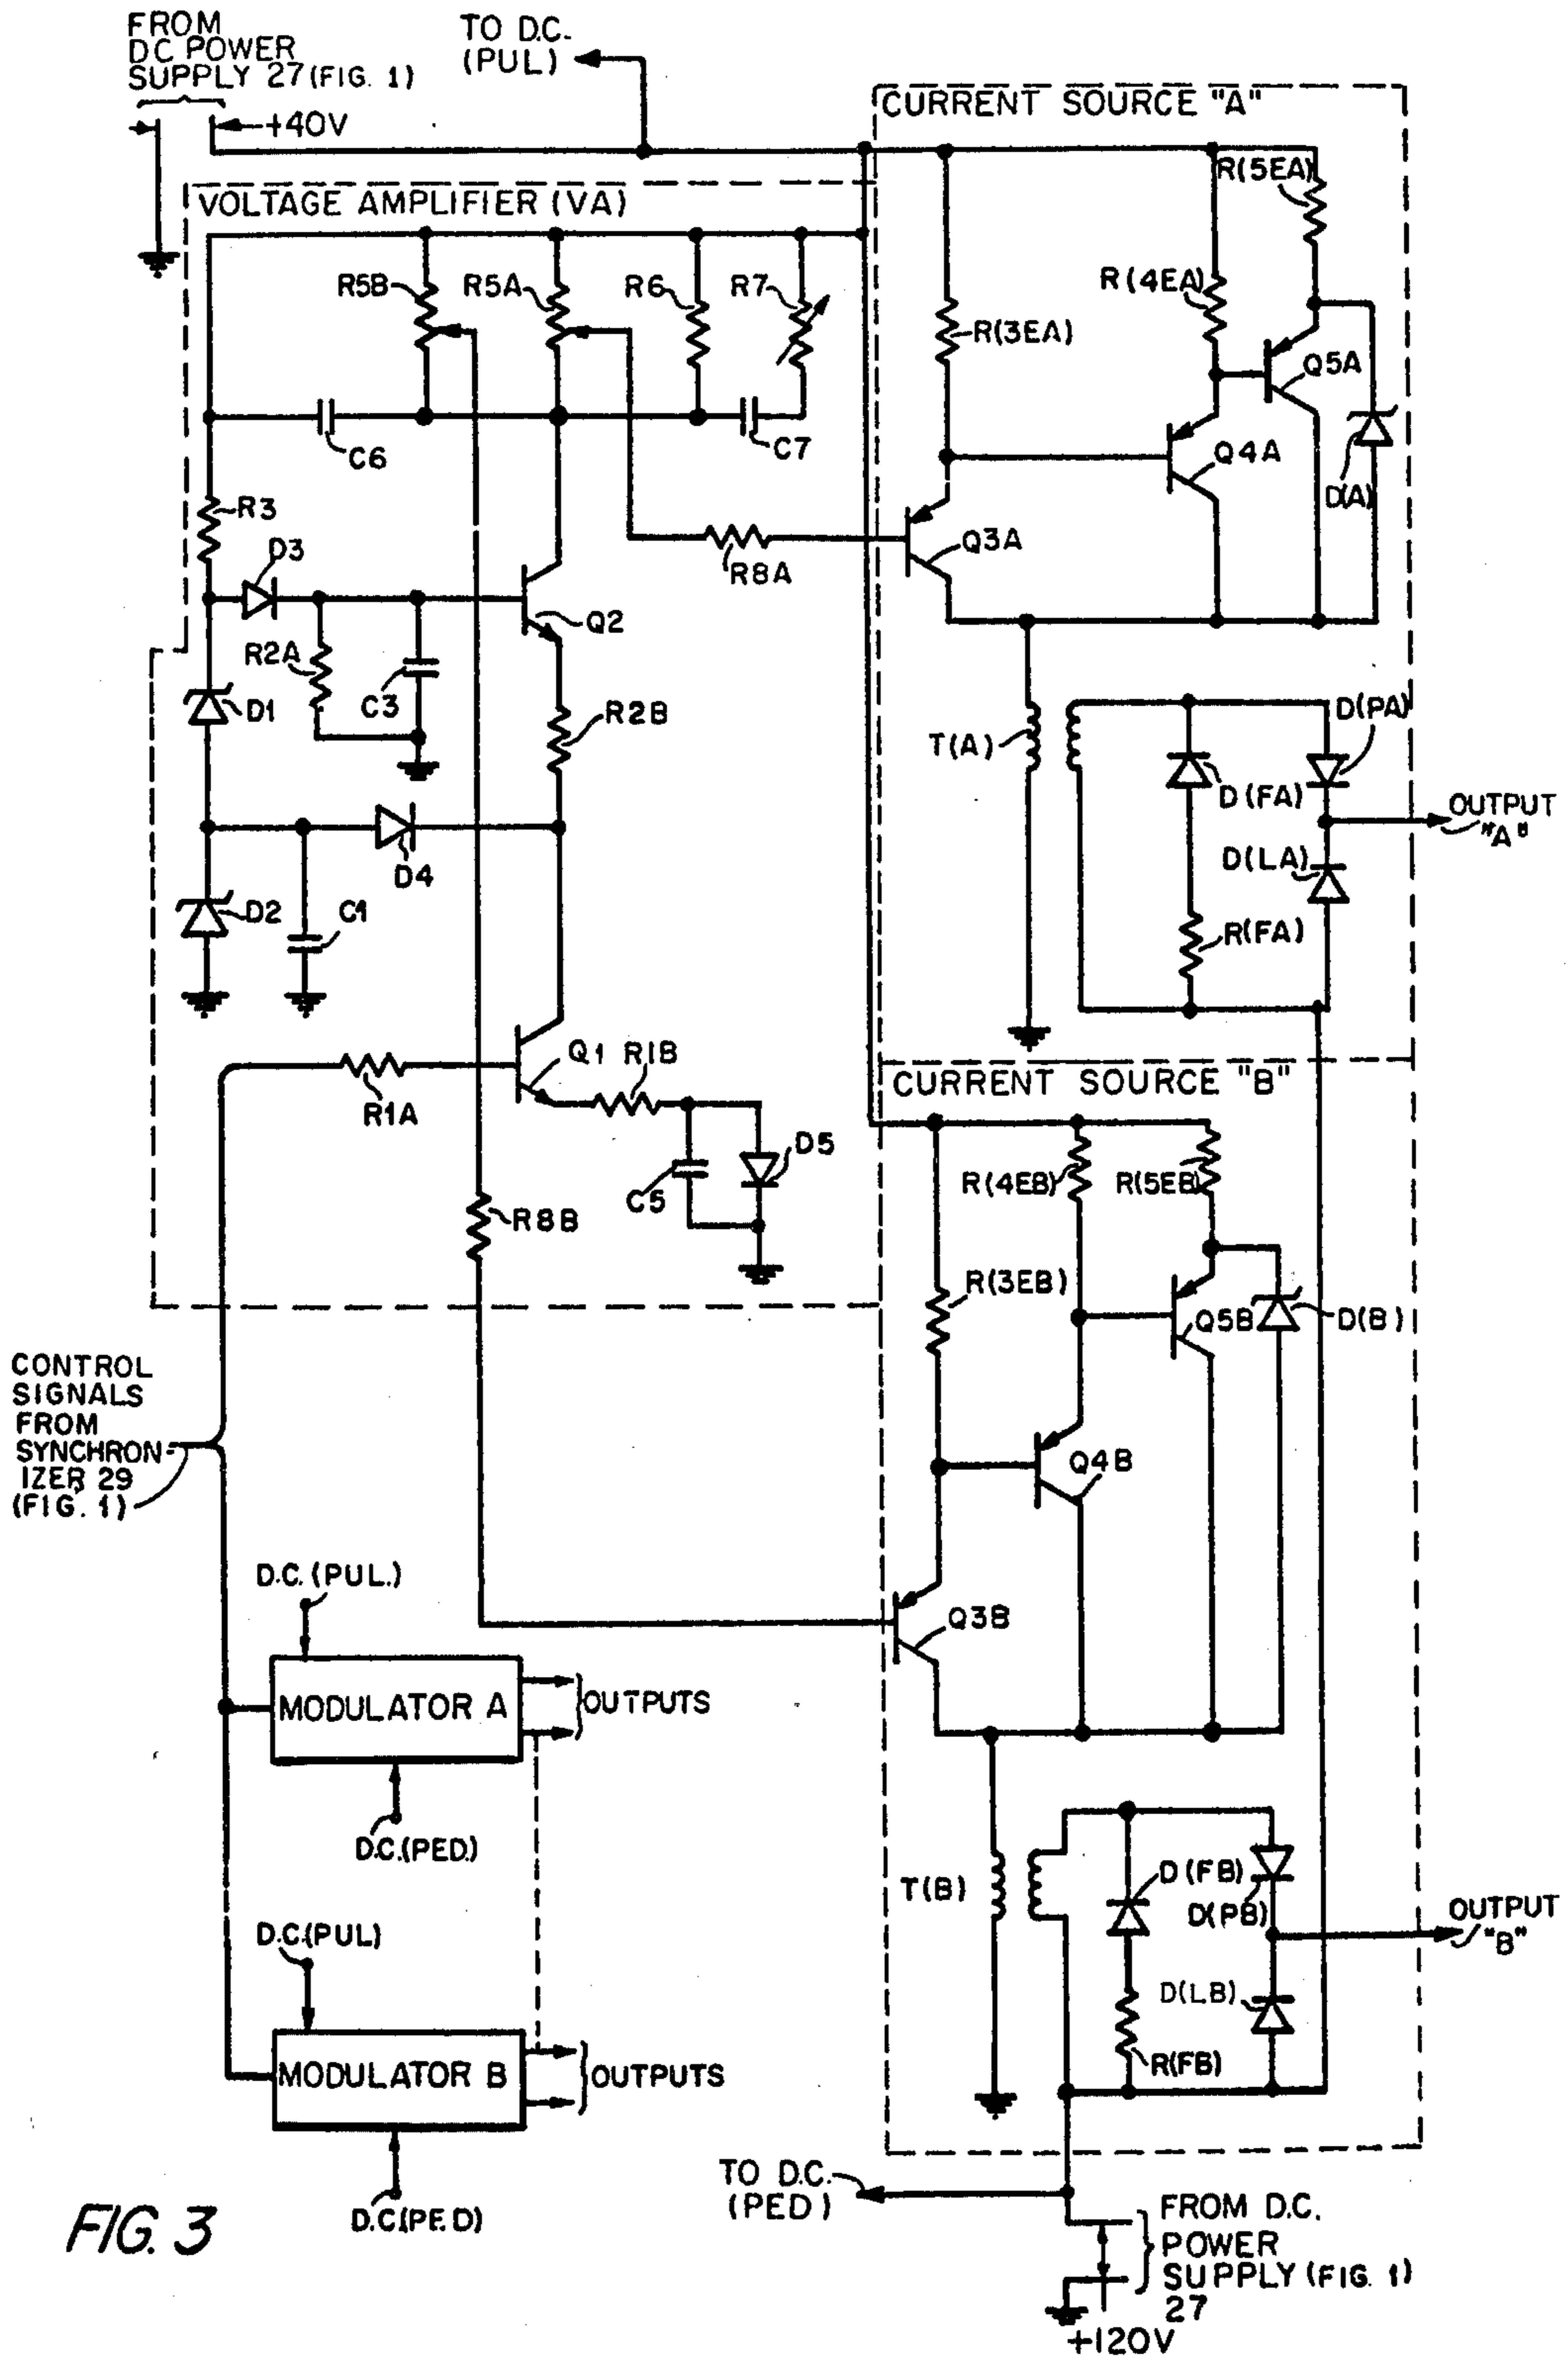 FROM
DC POWER
SUPPLY 27 (FIG. 1)
+40V
TO D.C.
(PUL)
CURRENT SOURCE "A"
VOLTAGE AMPLIFIER (VA)
R(5EA)
R5B
R5A
R6
R7
R(4EA)
R(3EA)
Q5A
C6
C7
Q4A
D(A)
R3
D3
R8A
Q3A
Q2
R2A
C3
D1
R2B
T(A)
D(PA)
D(FA)
OUTPUT
"A"
D4
D(LA)
D2
C1
R(FA)
Q1
R1B
R1A
CURRENT SOURCE "B"
D5
C5
R(4EB)
R(5EB)
R8B
R(3EB)
Q5B
D(B)
CONTROL
SIGNALS
FROM
SYNCHRON-
IZER 29
(FIG. 1)
Q4B
D.C. (PUL.)
Q3B
MODULATOR A
OUTPUTS
D.C.(PED.)
T(B)
D(FB)
D(PB)
OUTPUT
"B"
D.C.(PUL)
D(LB)
MODULATOR B
OUTPUTS
R(FB)
D.C.(PED)
TO D.C.
(PED)
FROM D.C.
POWER
SUPPLY (FIG. 1)
27
+120V
FIG. 3